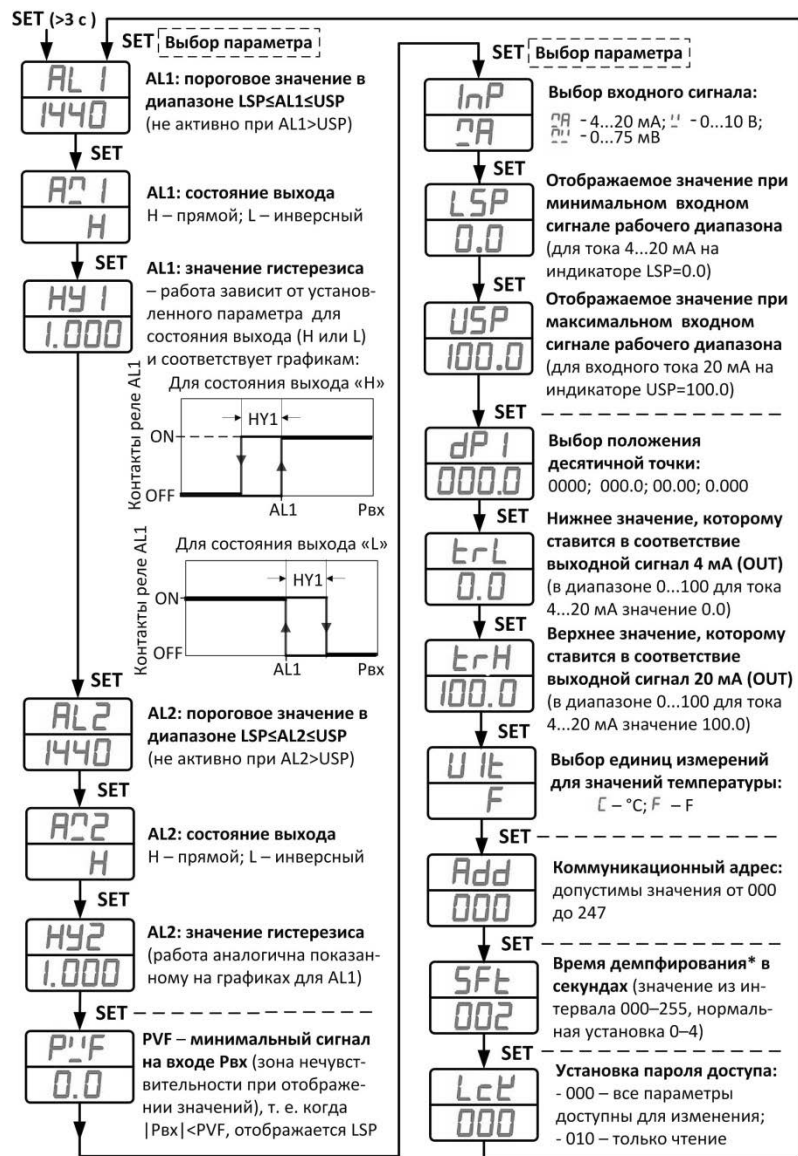 SET (>3 с )
SET Выбор параметра
AL1
1440
AL1: пороговое значение в
диапазоне LSP≤AL1≤USP
(не активно при AL1>USP)
SET
H
AL1: состояние выхода
H – прямой; L – инверсный
SET
HY1
1.000
AL1: значение гистерезиса
– работа зависит от установ-
ленного параметра для
состояния выхода (H или L)
и соответствует графикам:
Для состояния выхода «H»
Контакты реле AL1
HY1
ON
OFF
AL1
Pвх
Для состояния выхода «L»
Контакты реле AL1
HY1
ON
OFF
AL1
Pвх
SET
AL2
1440
AL2: пороговое значение в
диапазоне LSP≤AL2≤USP
(не активно при AL2>USP)
SET
H
AL2: состояние выхода
H – прямой; L – инверсный
SET
HY2
1.000
AL2: значение гистерезиса
(работа аналогична показан-
ному на графиках для AL1)
SET
PVF
0.0
PVF – минимальный сигнал
на входе Pвх (зона нечувст-
вительности при отображе-
нии значений), т. е. когда
|Pвх|<PVF, отображается LSP
SET Выбор параметра
InP
Выбор входного сигнала:
- 4...20 мА; - 0...10 В;
- 0...75 мВ
SET
LSP
0.0
Отображаемое значение при
минимальном входном
сигнале рабочего диапазона
(для тока 4...20 мА на
индикаторе LSP=0.0)
SET
USP
100.0
Отображаемое значение при
максимальном входном
сигнале рабочего диапазона
(для входного тока 20 мА на
индикаторе USP=100.0)
SET
dP1
000.0
Выбор положения
десятичной точки:
0000; 000.0; 00.00; 0.000
SET
trL
0.0
Нижнее значение, которому
ставится в соответствие
выходной сигнал 4 мА (OUT)
(в диапазоне 0...100 для тока
4...20 мА значение 0.0)
SET
trH
100.0
Верхнее значение, которому
ставится в соответствие
выходной сигнал 20 мА (OUT)
(в диапазоне 0...100 для тока
4...20 мА значение 100.0)
SET
U1t
F
Выбор единиц измерений
для значений температуры:
C – °C; F – F
SET
Add
000
Коммуникационный адрес:
допустимы значения от 000
до 247
SET
SFt
002
Время демпфирования* в
секундах (значение из ин-
тервала 000–255, нормаль-
ная установка 0–4)
SET
Lck
000
Установка пароля доступа:
- 000 – все параметры
доступны для изменения;
- 010 – только чтение